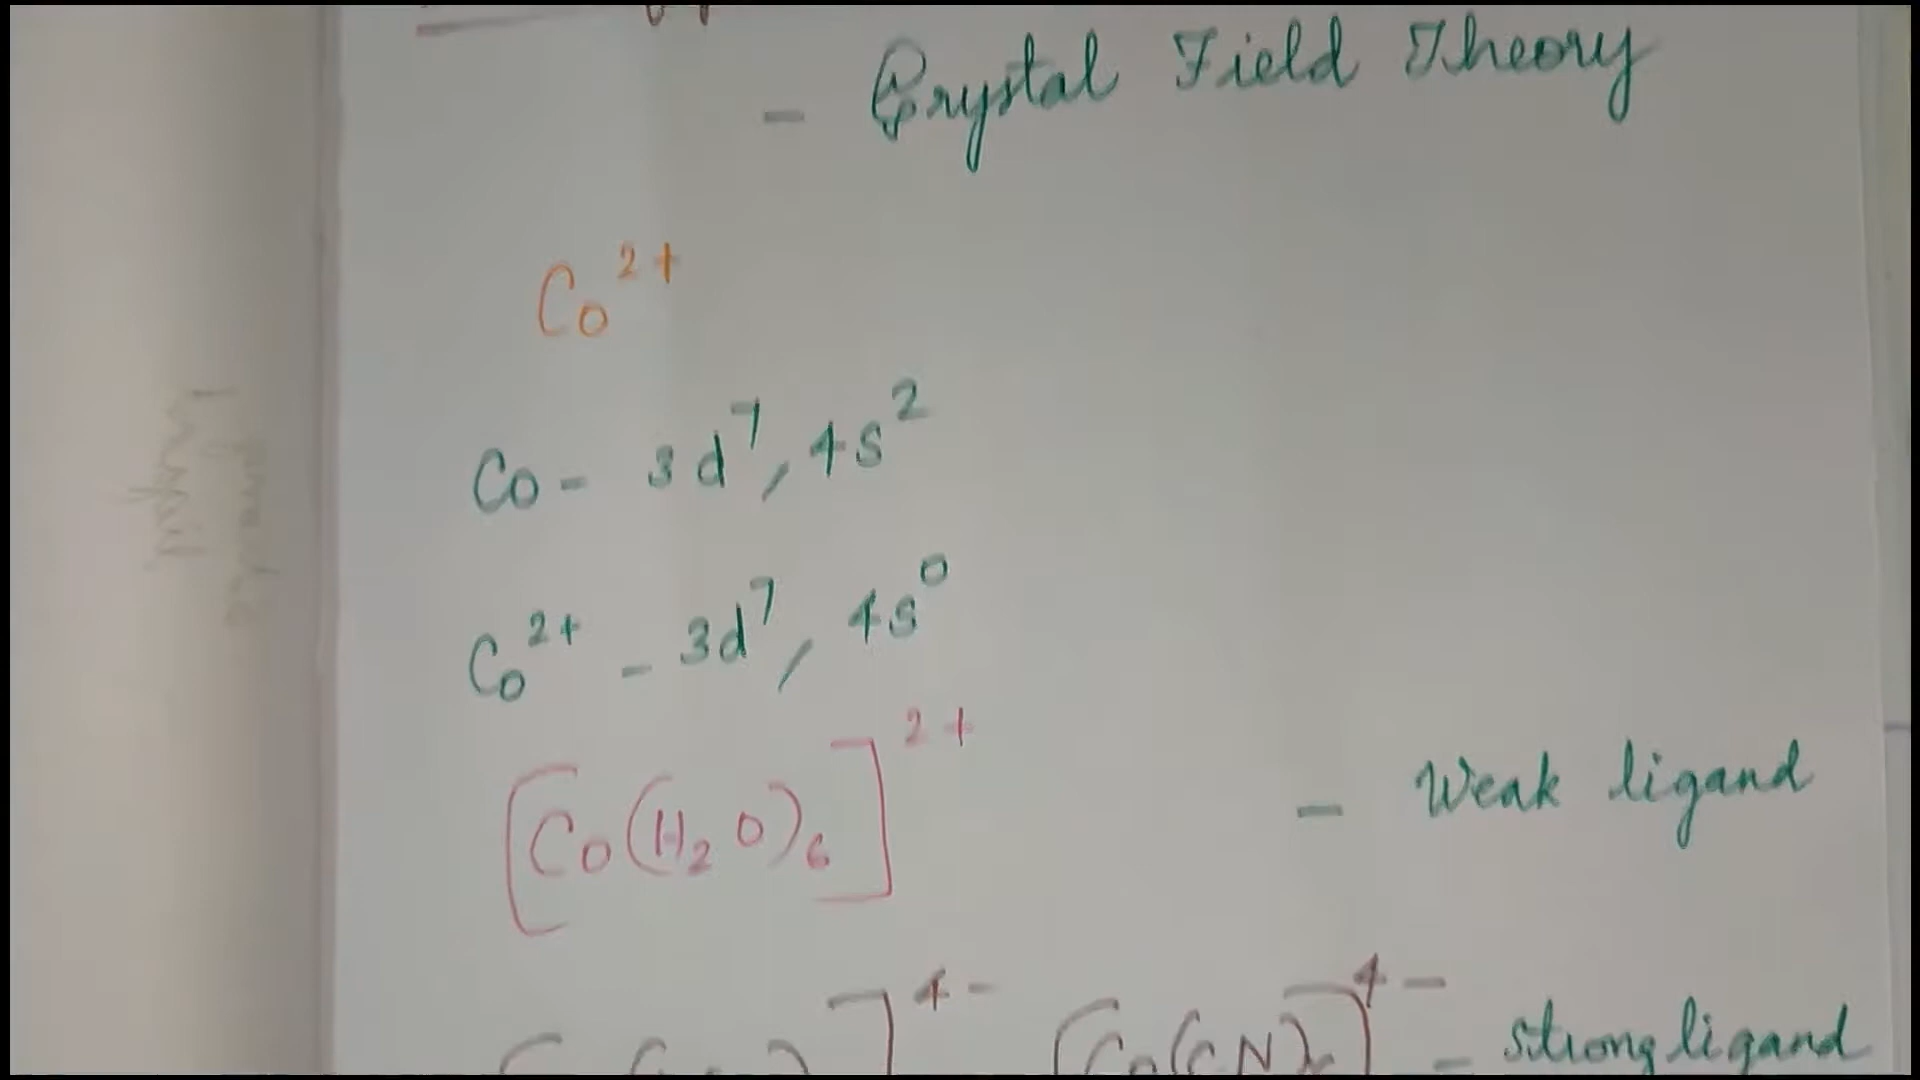 - Crystal Field Theory
Co²⁺
Co - 3d⁷, 4s²
Co²⁺ - 3d⁷, 4s⁰
[Co(H₂O)₆]²⁺ - Weak ligand
]⁴⁻ [Co(CN)₆]⁴⁻ - strong ligand